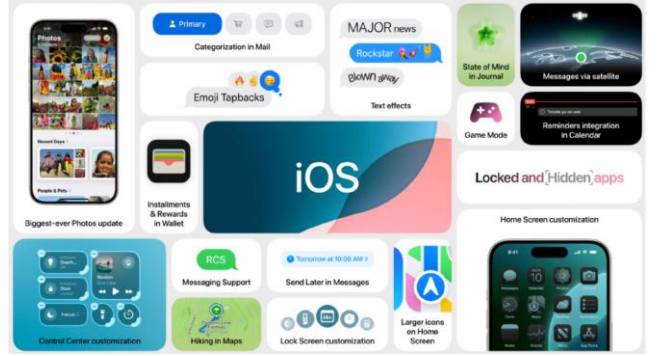 Photos
Recent Days >
People & Pets >
Biggest-ever Photos update
Primary
Categorization in Mail
Emoji Tapbacks
MAJOR news
Rockstar
Blown away
Text effects
State of Mind
in Journal
Messages via satellite
Game Mode
Reminders integration
in Calendar
Installments
& Rewards
in Wallet
iOS
Locked and [Hidden] apps
Home Screen customization
9:41
Control Center customization
RCS
Messaging Support
Tomorrow at 10:00 AM >
Send Later in Messages
Hiking in Maps
Lock Screen customization
Larger icons
on Home
Screen